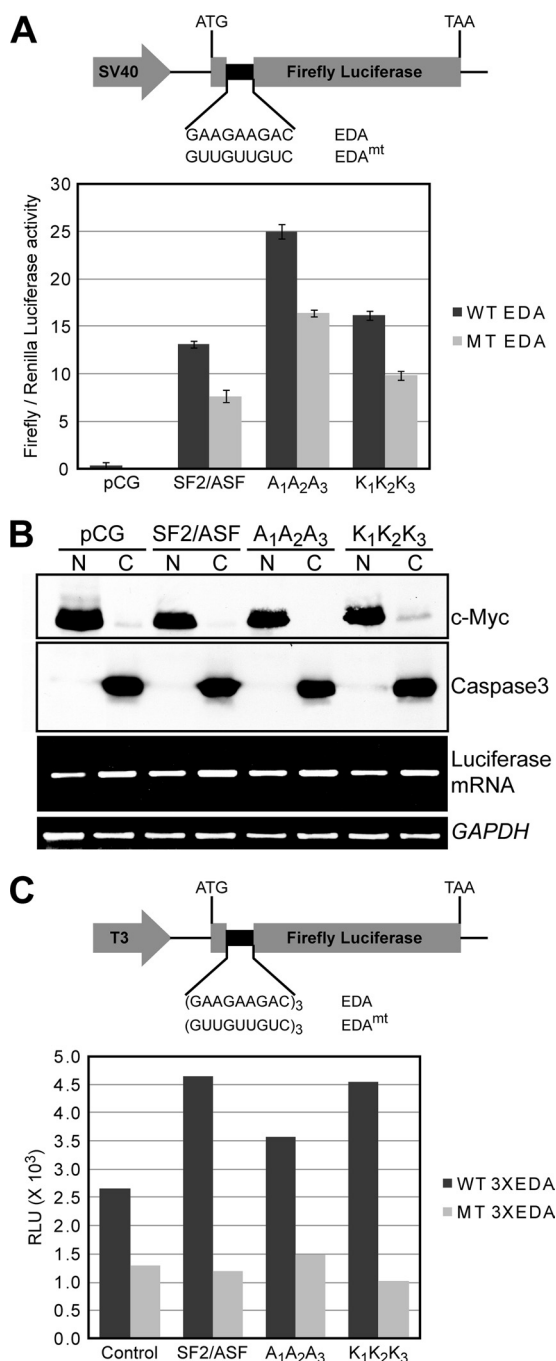 A
ATG TAA
SV40 Firefly Luciferase
GAAGAAGAC EDA
GUUGUUGUC EDAmt
Firefly / Renilla Luciferase activity
30
25
20
15
10
5
0
pCG SF2/ASF A1A2A3 K1K2K3
WT EDA
MT EDA
B
pCG SF2/ASF A1A2A3 K1K2K3
N C N C N C N C
c-Myc
Caspase3
Luciferase
mRNA
GAPDH
C
ATG TAA
T3 Firefly Luciferase
(GAAGAAGAC)3 EDA
(GUUGUUGUC)3 EDAmt
RLU (X 10³)
5.0
4.5
4.0
3.5
3.0
2.5
2.0
1.5
1.0
0.5
0.0
Control SF2/ASF A1A2A3 K1K2K3
WT 3XEDA
MT 3XEDA